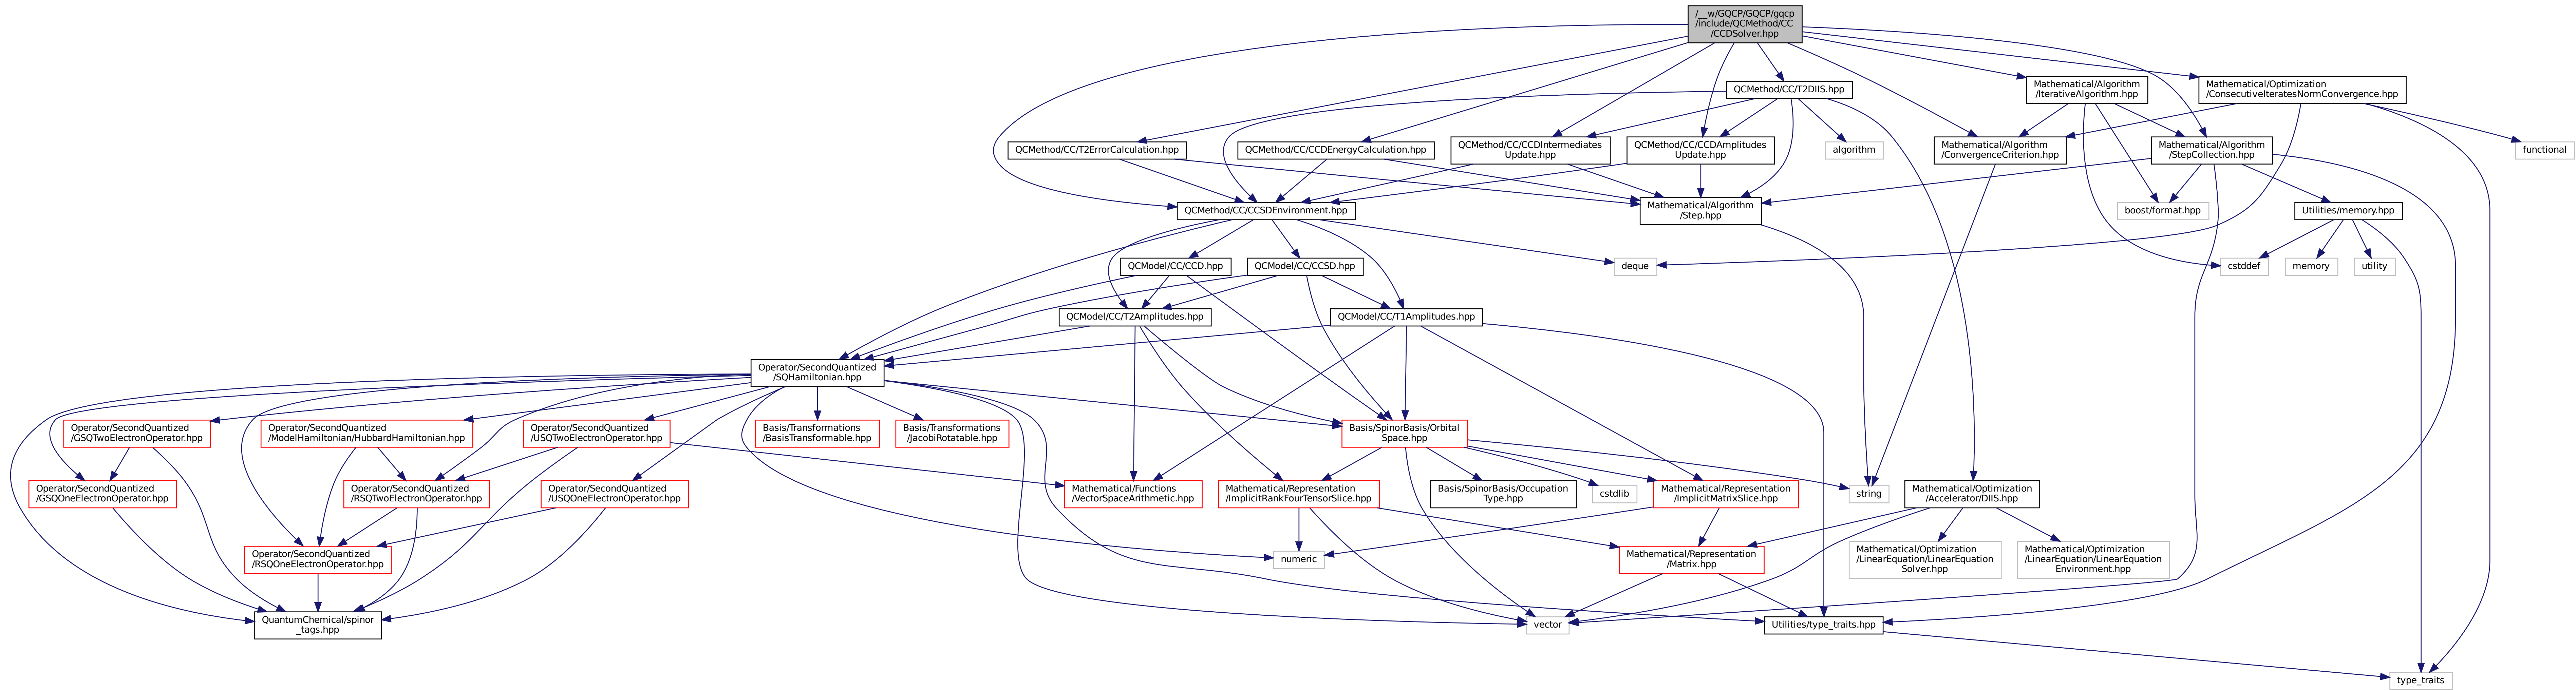 /__w/GQCP/GQCP/gqcp
/include/QCMethod/CC
/CCDSolver.hpp
QCMethod/CC/T2DIIS.hpp
Mathematical/Algorithm
/IterativeAlgorithm.hpp
Mathematical/Optimization
/ConsecutiveIteratesNormConvergence.hpp
QCMethod/CC/T2ErrorCalculation.hpp
QCMethod/CC/CCDEnergyCalculation.hpp
QCMethod/CC/CCDIntermediates
Update.hpp
QCMethod/CC/CCDAmplitudes
Update.hpp
algorithm
Mathematical/Algorithm
/ConvergenceCriterion.hpp
Mathematical/Algorithm
/StepCollection.hpp
functional
QCMethod/CC/CCSDEnvironment.hpp
Mathematical/Algorithm
/Step.hpp
boost/format.hpp
Utilities/memory.hpp
QCModel/CC/CCD.hpp
QCModel/CC/CCSD.hpp
deque
cstddef
memory
utility
QCModel/CC/T2Amplitudes.hpp
QCModel/CC/T1Amplitudes.hpp
Operator/SecondQuantized
/SQHamiltonian.hpp
Operator/SecondQuantized
/GSQTwoElectronOperator.hpp
Operator/SecondQuantized
/ModelHamiltonian/HubbardHamiltonian.hpp
Operator/SecondQuantized
/USQTwoElectronOperator.hpp
Basis/Transformations
/BasisTransformable.hpp
Basis/Transformations
/JacobiRotatable.hpp
Basis/SpinorBasis/Orbital
Space.hpp
Operator/SecondQuantized
/GSQOneElectronOperator.hpp
Operator/SecondQuantized
/RSQTwoElectronOperator.hpp
Operator/SecondQuantized
/USQOneElectronOperator.hpp
Mathematical/Functions
/VectorSpaceArithmetic.hpp
Mathematical/Representation
/ImplicitRankFourTensorSlice.hpp
Basis/SpinorBasis/Occupation
Type.hpp
cstdlib
Mathematical/Representation
/ImplicitMatrixSlice.hpp
string
Mathematical/Optimization
/Accelerator/DIIS.hpp
Operator/SecondQuantized
/RSQOneElectronOperator.hpp
numeric
Mathematical/Representation
/Matrix.hpp
Mathematical/Optimization
/LinearEquation/LinearEquation
Solver.hpp
Mathematical/Optimization
/LinearEquation/LinearEquation
Environment.hpp
QuantumChemical/spinor
_tags.hpp
vector
Utilities/type_traits.hpp
type_traits